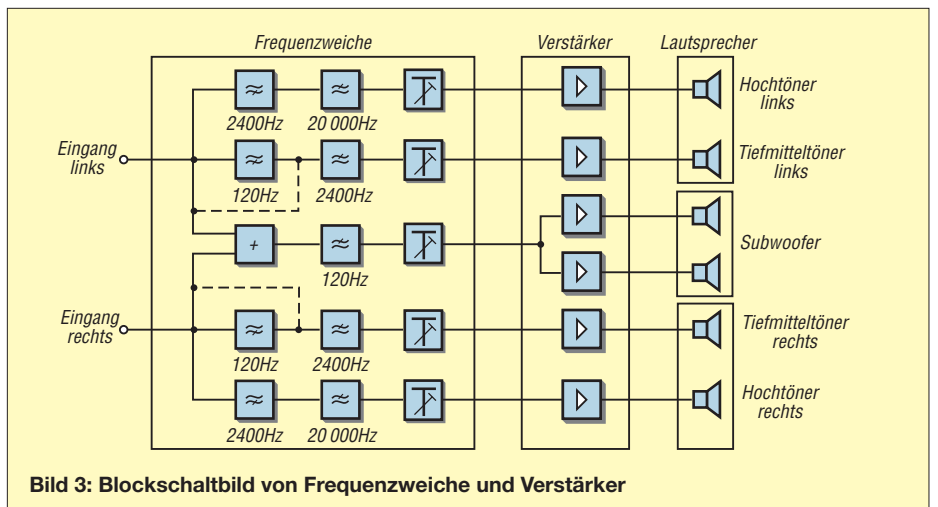 Frequenzweiche Verstärker Lautsprecher
Hochtöner
links
2400Hz 20 000Hz
Eingang
links
Tiefmitteltöner
links
120Hz 2400Hz
+
Subwoofer
120Hz
Eingang
rechts
Tiefmitteltöner
rechts
120Hz 2400Hz
Hochtöner
rechts
2400Hz 20 000Hz
Bild 3: Blockschaltbild von Frequenzweiche und Verstärker